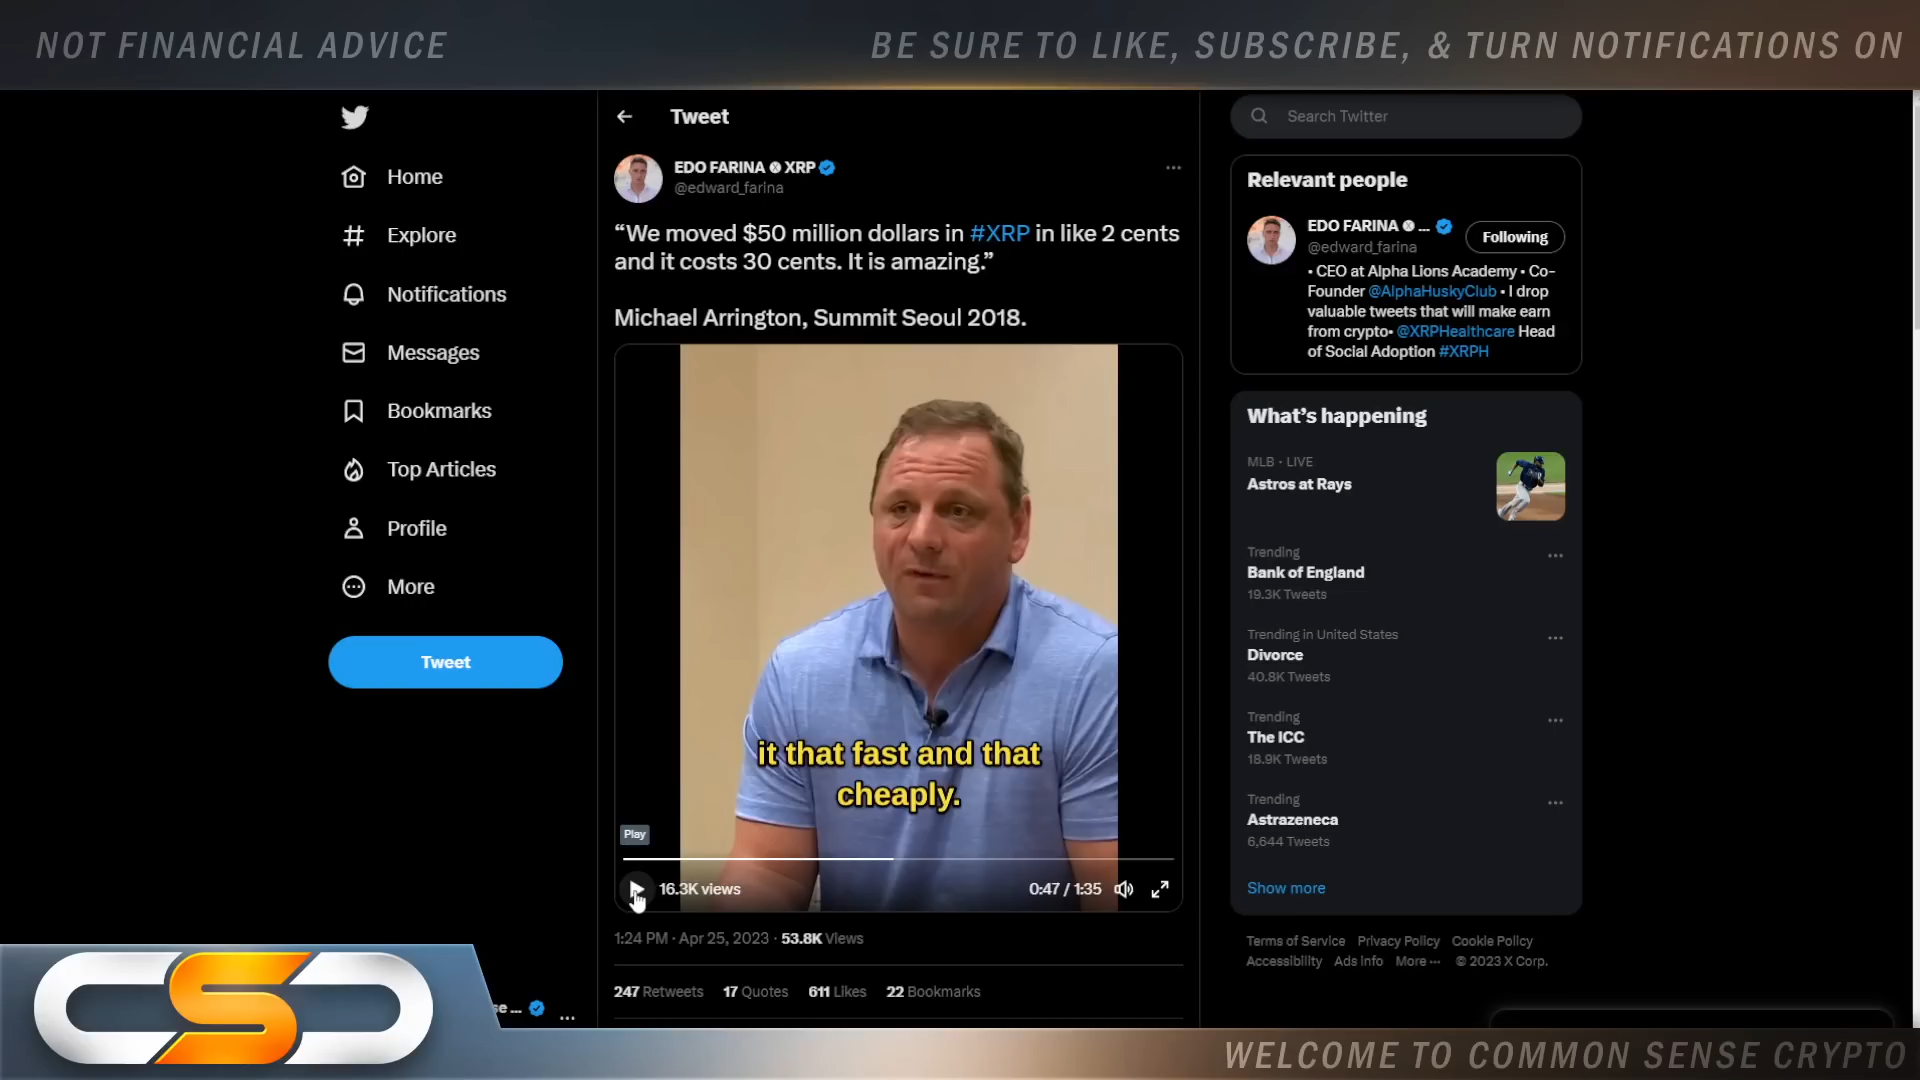 NOT FINANCIAL ADVICE
BE SURE TO LIKE, SUBSCRIBE, & TURN NOTIFICATIONS ON
Home
Explore
Notifications
Messages
Bookmarks
Top Articles
Profile
More
Tweet
Tweet
EDO FARINA XRP
@edward_farina
“We moved $50 million dollars in #XRP in like 2 cents
and it costs 30 cents. It is amazing.”
Michael Arrington, Summit Seoul 2018.
it that fast and that
cheaply.
Play
16.3K views
0:47 / 1:35
1:24 PM · Apr 25, 2023 · 53.8K Views
247 Retweets 17 Quotes 611 Likes 22 Bookmarks
Search Twitter
Relevant people
EDO FARINA ...
@edward_farina
Following
• CEO at Alpha Lions Academy • Co-
Founder @AlphaHuskyClub • I drop
valuable tweets that will make earn
from crypto• @XRPHealthcare Head
of Social Adoption #XRPH
What’s happening
MLB · LIVE
Astros at Rays
Trending
Bank of England
19.3K Tweets
Trending in United States
Divorce
40.8K Tweets
Trending
The ICC
18.9K Tweets
Trending
Astrazeneca
6,644 Tweets
Show more
Terms of Service Privacy Policy Cookie Policy
Accessibility Ads info More ··· © 2023 X Corp.
se ...
CSC
WELCOME TO COMMON SENSE CRYPTO